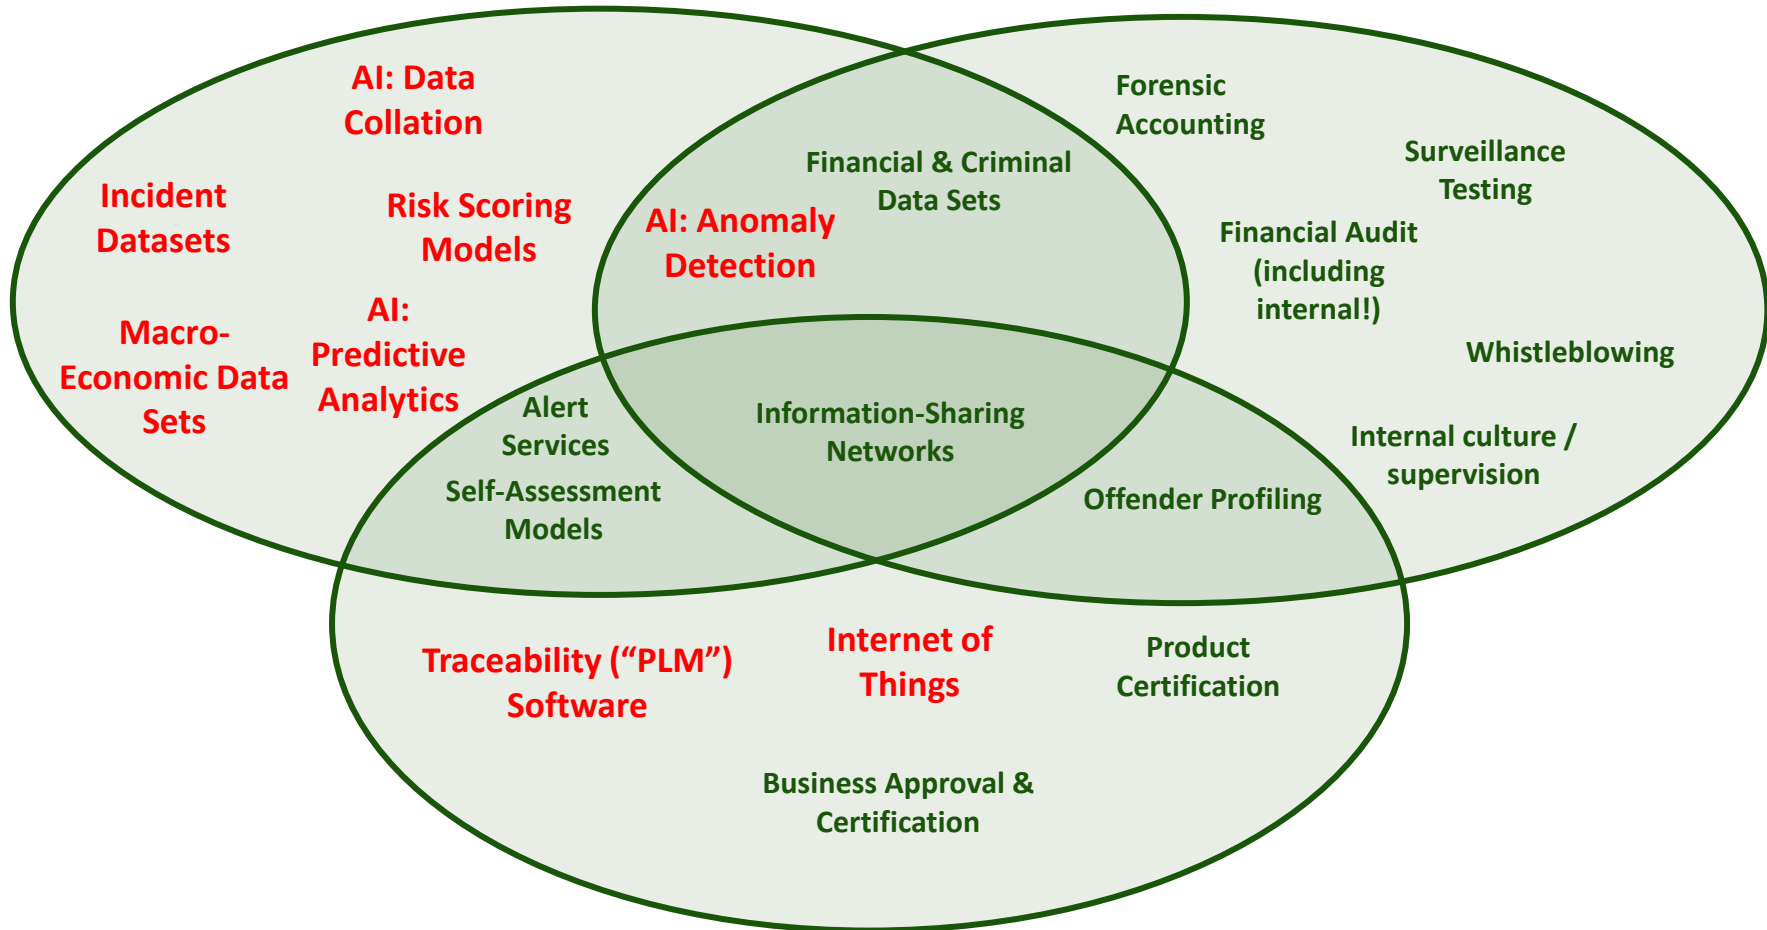 AI: Data
Collation
Incident
Datasets
Risk Scoring
Models
Macro-
Economic Data
Sets
AI:
Predictive
Analytics
Financial & Criminal
Data Sets
AI: Anomaly
Detection
Forensic
Accounting
Surveillance
Testing
Financial Audit
(including
internal!)
Whistleblowing
Internal culture /
supervision
Alert
Services
Self-Assessment
Models
Information-Sharing
Networks
Offender Profiling
Traceability (“PLM”)
Software
Internet of
Things
Product
Certification
Business Approval &
Certification